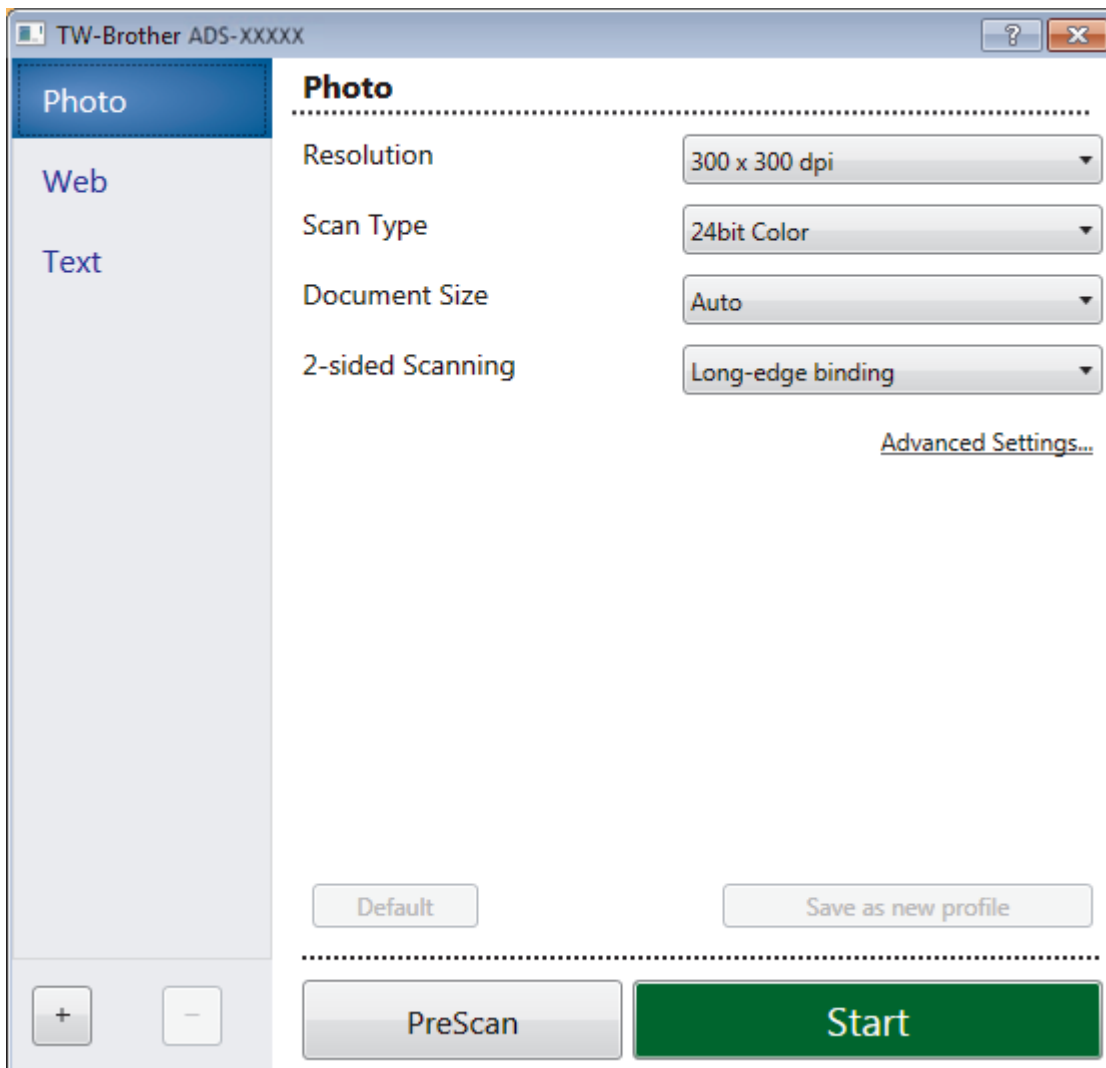 TW-Brother ADS-XXXXX
?
Photo
Web
Text
Photo
Resolution
300 x 300 dpi
Scan Type
24bit Color
Document Size
Auto
2-sided Scanning
Long-edge binding
Advanced Settings...
Default
Save as new profile
+
−
PreScan
Start